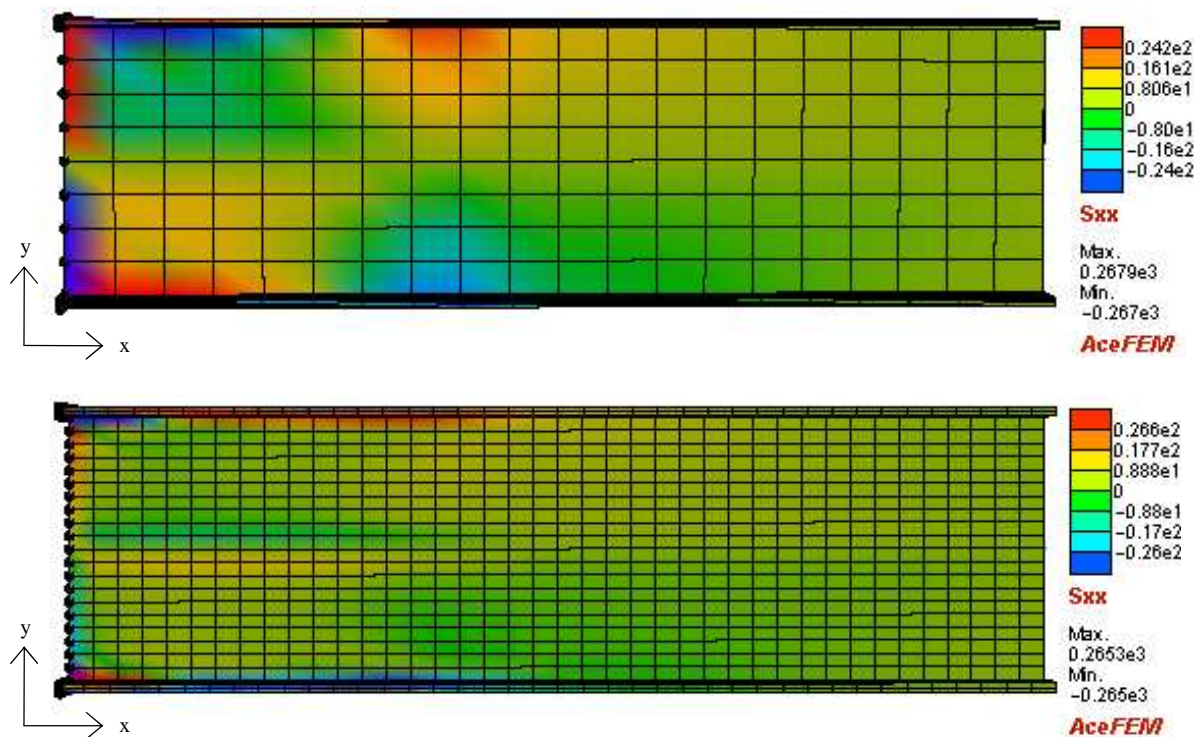 0.242e2
0.161e2
0.806e1
0
-0.80e1
-0.16e2
-0.24e2
Sxx
Max.
0.2679e3
Min.
-0.267e3
AceFEM
y
x
0.266e2
0.177e2
0.888e1
0
-0.88e1
-0.17e2
-0.26e2
Sxx
Max.
0.2653e3
Min.
-0.265e3
AceFEM
y
x